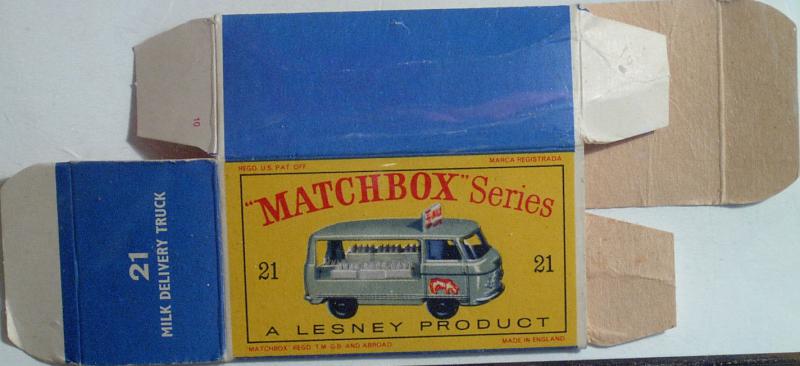 10
REGD. U.S. PAT. OFF.
MARCA REGISTRADA
"MATCHBOX" Series
21
21
A LESNEY PRODUCT
"MATCHBOX" REGD. T.M. G.B. AND ABROAD
MADE IN ENGLAND
21
MILK DELIVERY TRUCK